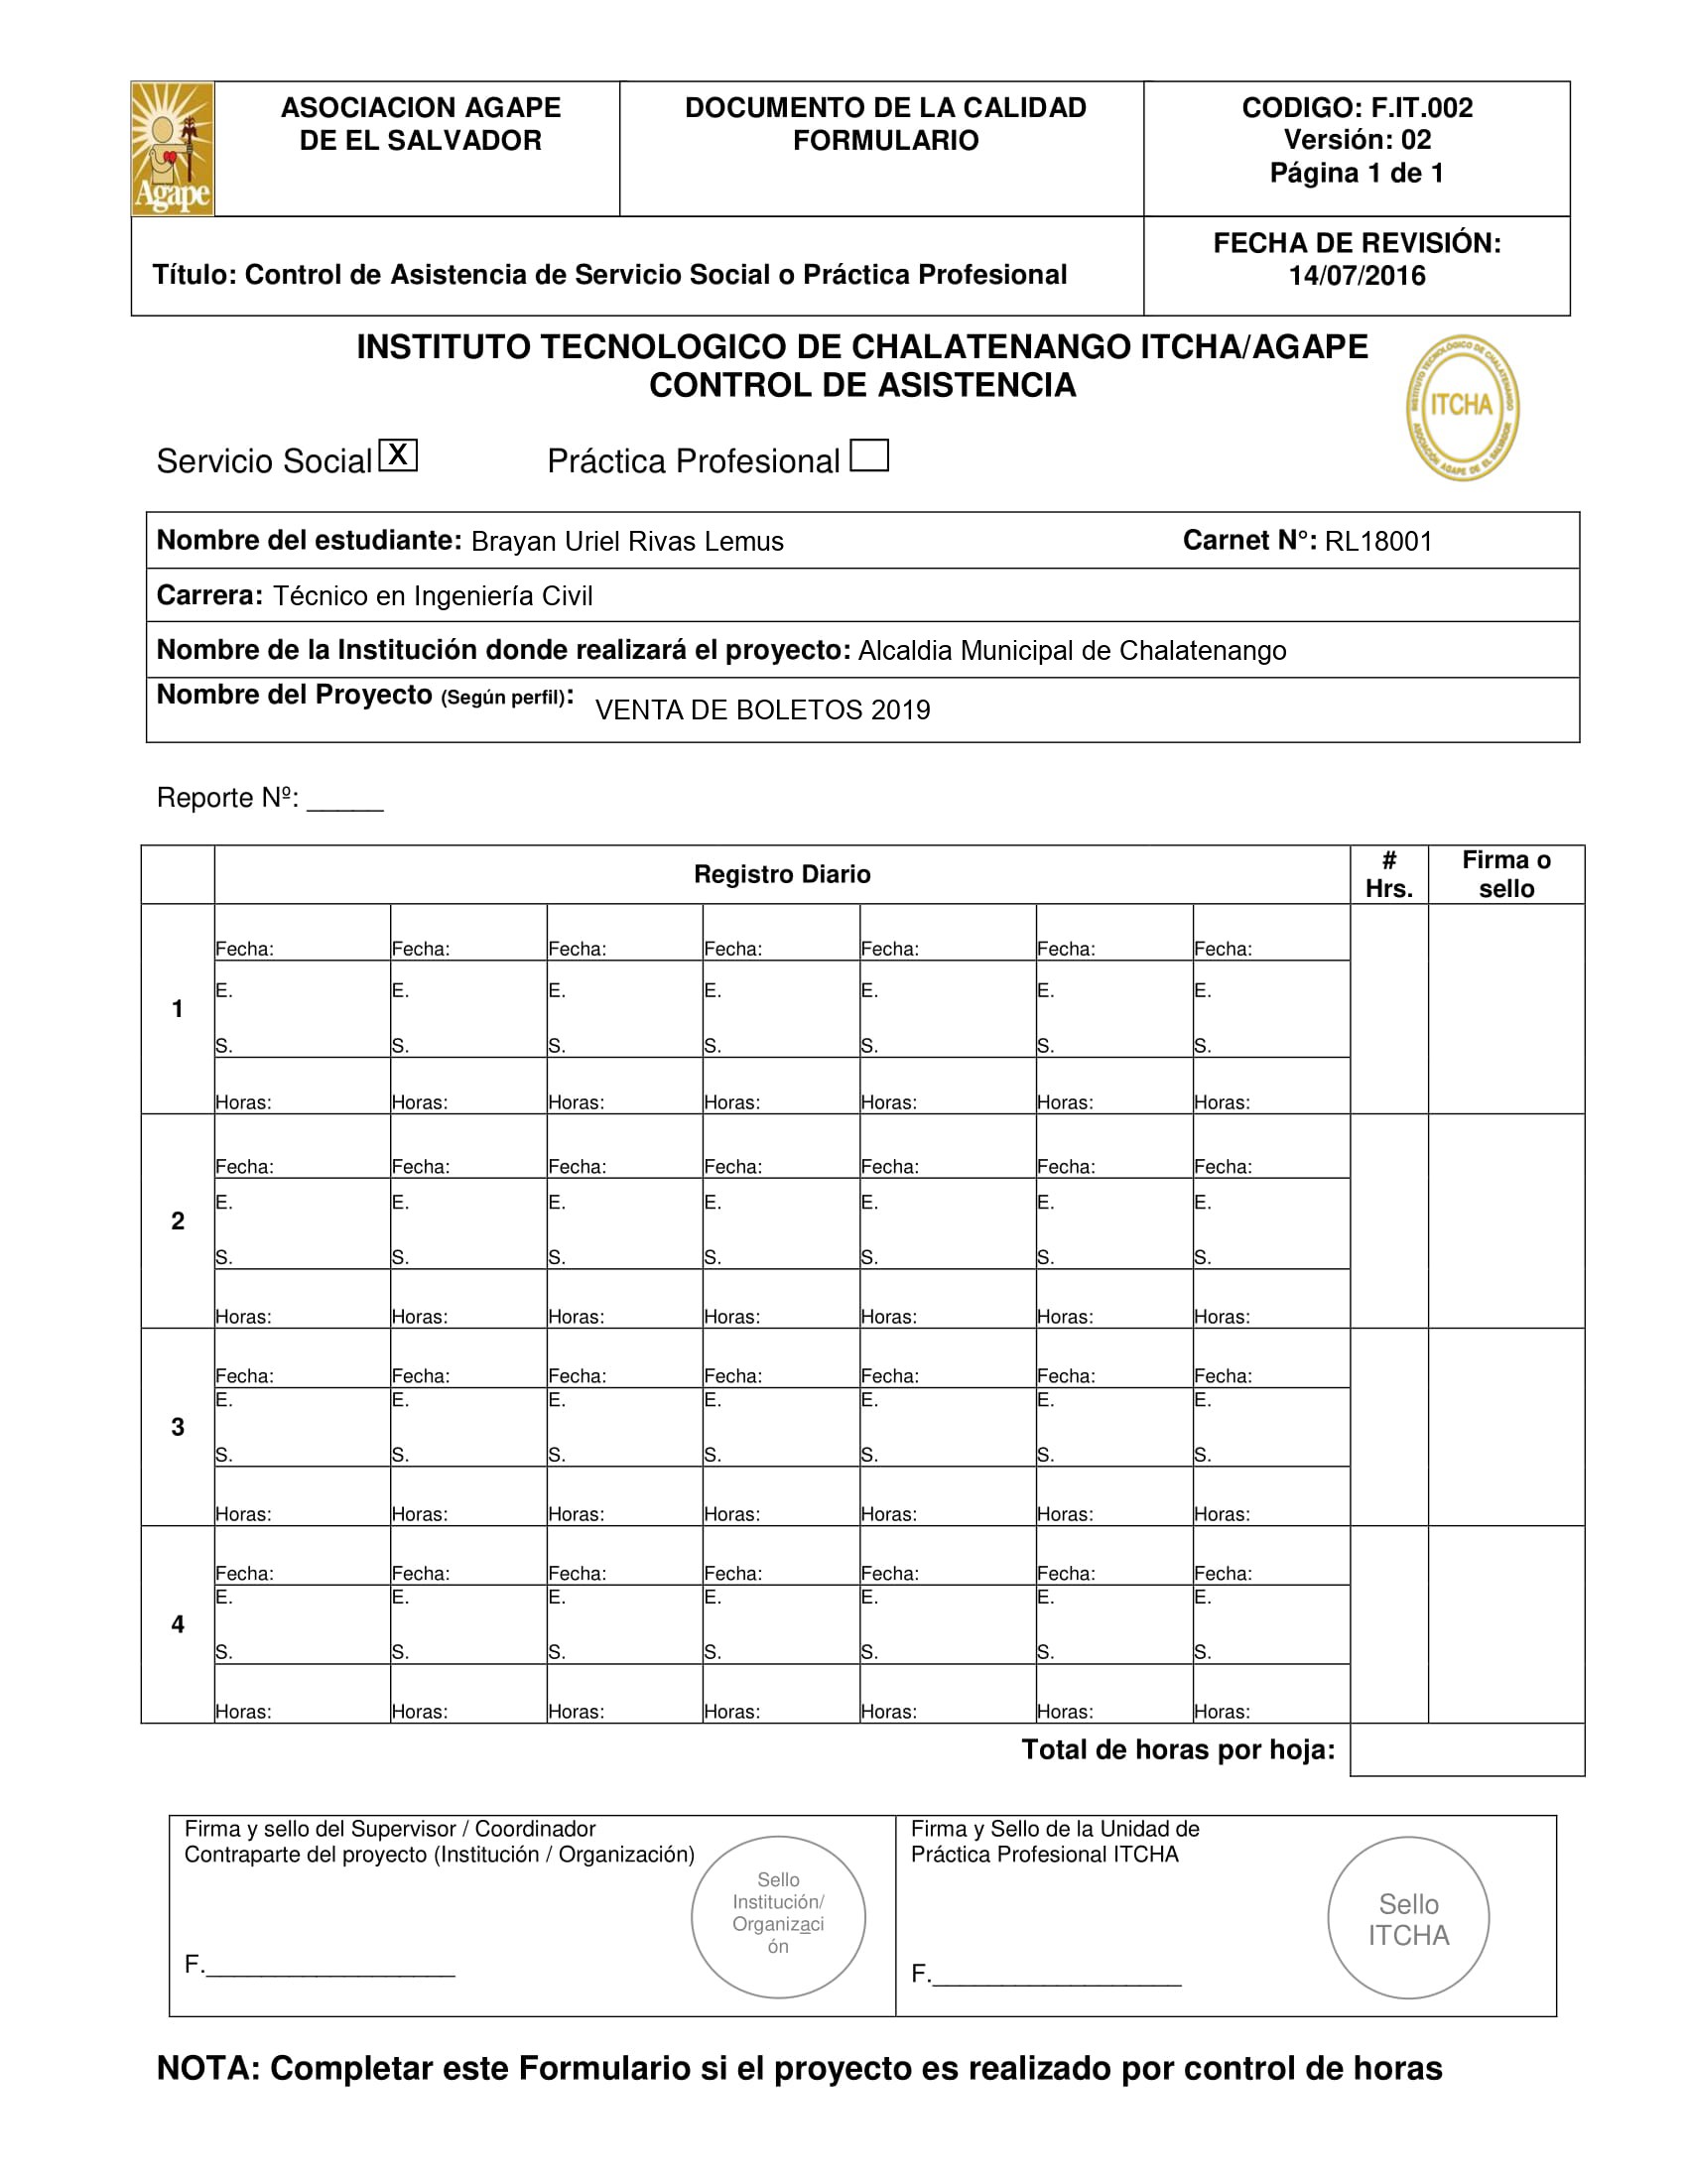 Agape
ASOCIACION AGAPE
DE EL SALVADOR
DOCUMENTO DE LA CALIDAD
FORMULARIO
CODIGO: F.IT.002
Versión: 02
Página 1 de 1
Título: Control de Asistencia de Servicio Social o Práctica Profesional
FECHA DE REVISIÓN:
14/07/2016
INSTITUTO TECNOLOGICO DE CHALATENANGO ITCHA/AGAPE
CONTROL DE ASISTENCIA
INSTITUTO TECNOLÓGICO DE CHALATENANGO
ITCHA
ASOCIACIÓN AGAPE DE EL SALVADOR
Servicio Social X Práctica Profesional
Nombre del estudiante: Brayan Uriel Rivas Lemus Carnet N°: RL18001
Carrera: Técnico en Ingeniería Civil
Nombre de la Institución donde realizará el proyecto: Alcaldia Municipal de Chalatenango
Nombre del Proyecto (Según perfil): VENTA DE BOLETOS 2019
Reporte Nº: _____
Registro Diario
# Hrs.
Firma o sello
1
Fecha: Fecha: Fecha: Fecha: Fecha: Fecha: Fecha:
E. E. E. E. E. E. E.
S. S. S. S. S. S. S.
Horas: Horas: Horas: Horas: Horas: Horas: Horas:
2
Fecha: Fecha: Fecha: Fecha: Fecha: Fecha: Fecha:
E. E. E. E. E. E. E.
S. S. S. S. S. S. S.
Horas: Horas: Horas: Horas: Horas: Horas: Horas:
3
Fecha: Fecha: Fecha: Fecha: Fecha: Fecha: Fecha:
E. E. E. E. E. E. E.
S. S. S. S. S. S. S.
Horas: Horas: Horas: Horas: Horas: Horas: Horas:
4
Fecha: Fecha: Fecha: Fecha: Fecha: Fecha: Fecha:
E. E. E. E. E. E. E.
S. S. S. S. S. S. S.
Horas: Horas: Horas: Horas: Horas: Horas: Horas:
Total de horas por hoja:
Firma y sello del Supervisor / Coordinador
Contraparte del proyecto (Institución / Organización)
Sello
Institución/
Organizaci
ón
F.____________________
Firma y Sello de la Unidad de
Práctica Profesional ITCHA
Sello
ITCHA
F.____________________
NOTA: Completar este Formulario si el proyecto es realizado por control de horas